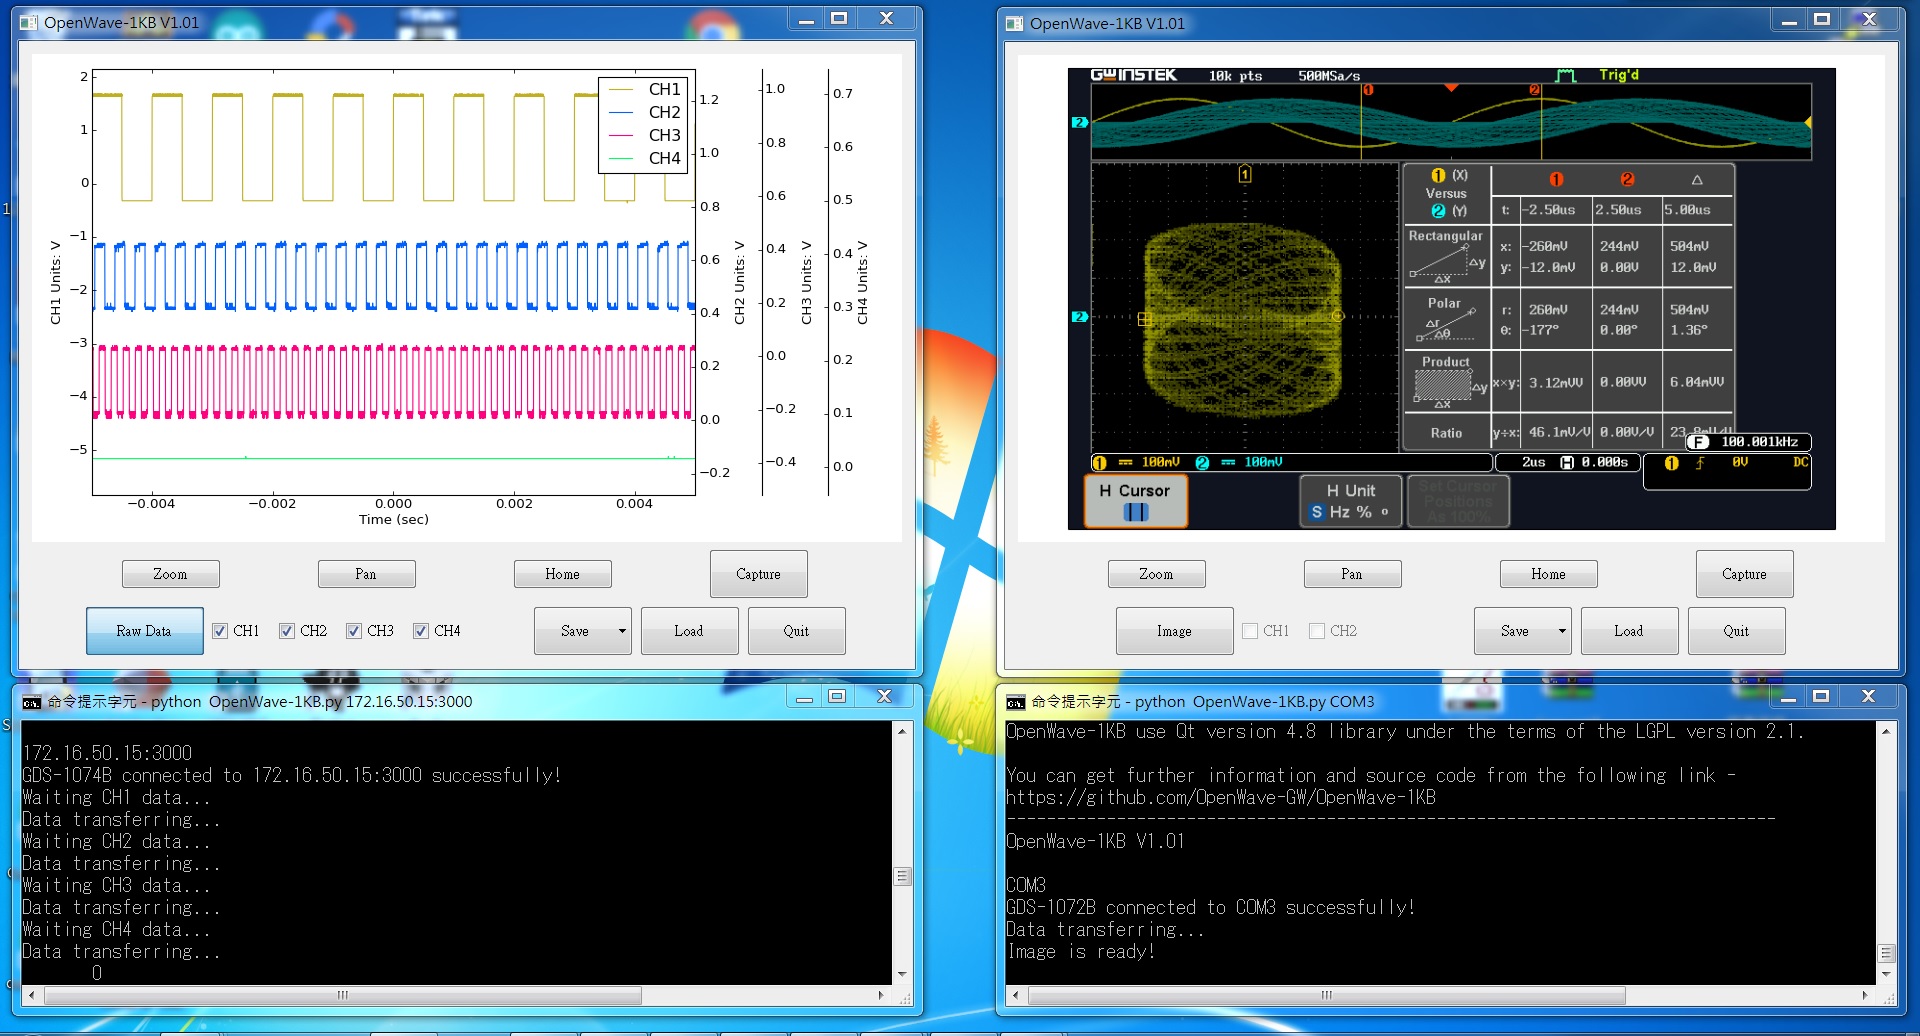 OpenWave-1KB V1.01
CH1
CH2
CH3
CH4
2
1
0
−1
−2
−3
−4
−5
CH1 Units: V
1.2
1.0
0.8
0.6
0.4
0.2
0.0
−0.2
CH2 Units: V
1.0
0.8
0.6
0.4
0.2
0.0
−0.2
−0.4
CH3 Units: V
0.7
0.6
0.5
0.4
0.3
0.2
0.1
0.0
CH4 Units: V
−0.004 −0.002 0.000 0.002 0.004
Time (sec)
Zoom Pan Home Capture
Raw Data CH1 CH2 CH3 CH4 Save Load Quit
OpenWave-1KB V1.01
GWINSTEK 10k pts 500MSa/s Trig'd
1 2
2
1
2
1 (X)
Versus
2 (Y)
1 2 △
t: -2.50us 2.50us 5.00us
Rectangular
△y
△x
x: -260mV 244mV 504mV
y: -12.0mV 0.00V 12.0mV
Polar
△r
△θ
r: 260mV 244mV 504mV
θ: -177° 0.00° 1.36°
Product
△y
△x
x×y: 3.12mVV 0.00VV 6.04mVV
Ratio y÷x: 46.1mV/V 0.00V/V
F 100.001kHz
1 100mV 2 100mV 2us H 0.000s 1 0V DC
H Cursor
H Unit
S Hz % °
Set Cursor
Positions
As 100%
Zoom Pan Home Capture
Image CH1 CH2 Save Load Quit
命令提示字元 - python OpenWave-1KB.py 172.16.50.15:3000
172.16.50.15:3000
GDS-1074B connected to 172.16.50.15:3000 successfully!
Waiting CH1 data...
Data transferring...
Waiting CH2 data...
Data transferring...
Waiting CH3 data...
Data transferring...
Waiting CH4 data...
Data transferring...
0
命令提示字元 - python OpenWave-1KB.py COM3
OpenWave-1KB use Qt version 4.8 library under the terms of the LGPL version 2.1.
You can get further information and source code from the following link -
https://github.com/OpenWave-GW/OpenWave-1KB
-----------------------------------------------------------------------------
OpenWave-1KB V1.01
COM3
GDS-1072B connected to COM3 successfully!
Data transferring...
Image is ready!